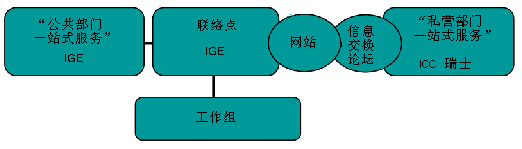 “公共部门
一站式服务”
IGE
联络点
IGE
网站
信息
交换
论坛
“私营部门
一站式服务”
ICC 瑞士
工作组